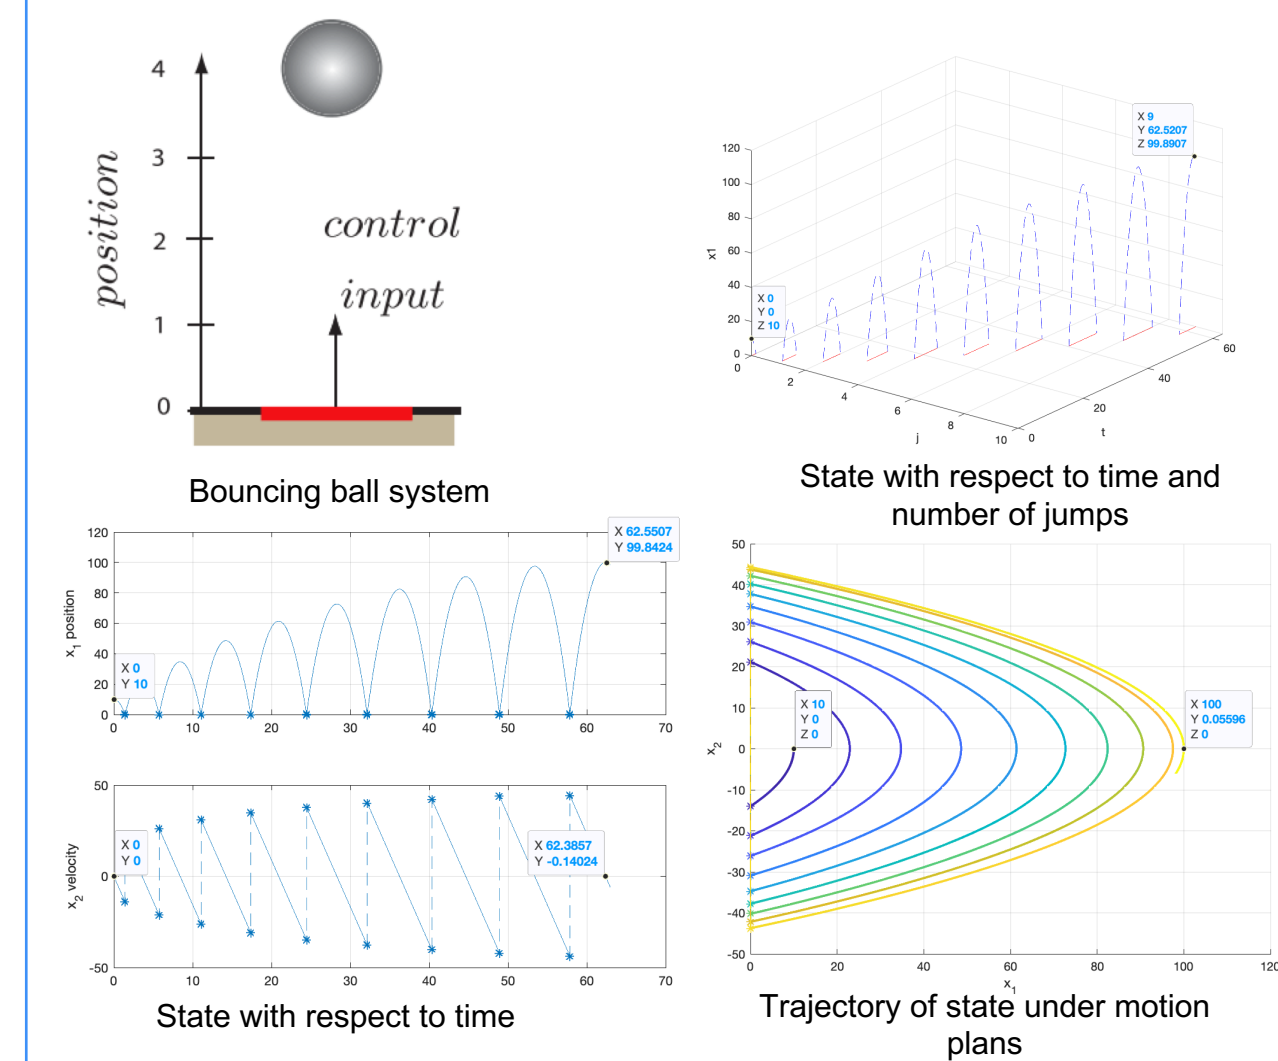 4
3
2
1
0
position
control
input
Bouncing ball system
X 9
Y 62.5207
Z 99.8907
X 0
Y 0
Z 10
120
100
80
60
40
20
0
x1
0
2
4
6
8
10
j
0
20
40
60
t
State with respect to time and
number of jumps
X 62.5507
Y 99.8424
X 0
Y 10
120
100
80
60
40
20
0
x1 position
0 10 20 30 40 50 60 70
X 0
Y 0
X 62.3857
Y -0.14024
50
0
-50
x2 velocity
0 10 20 30 40 50 60 70
State with respect to time
50
40
30
20
10
0
-10
-20
-30
-40
-50
x2
X 10
Y 0
Z 0
X 100
Y 0.05596
Z 0
0 20 40 60 80 100 120
x1
Trajectory of state under motion
plans